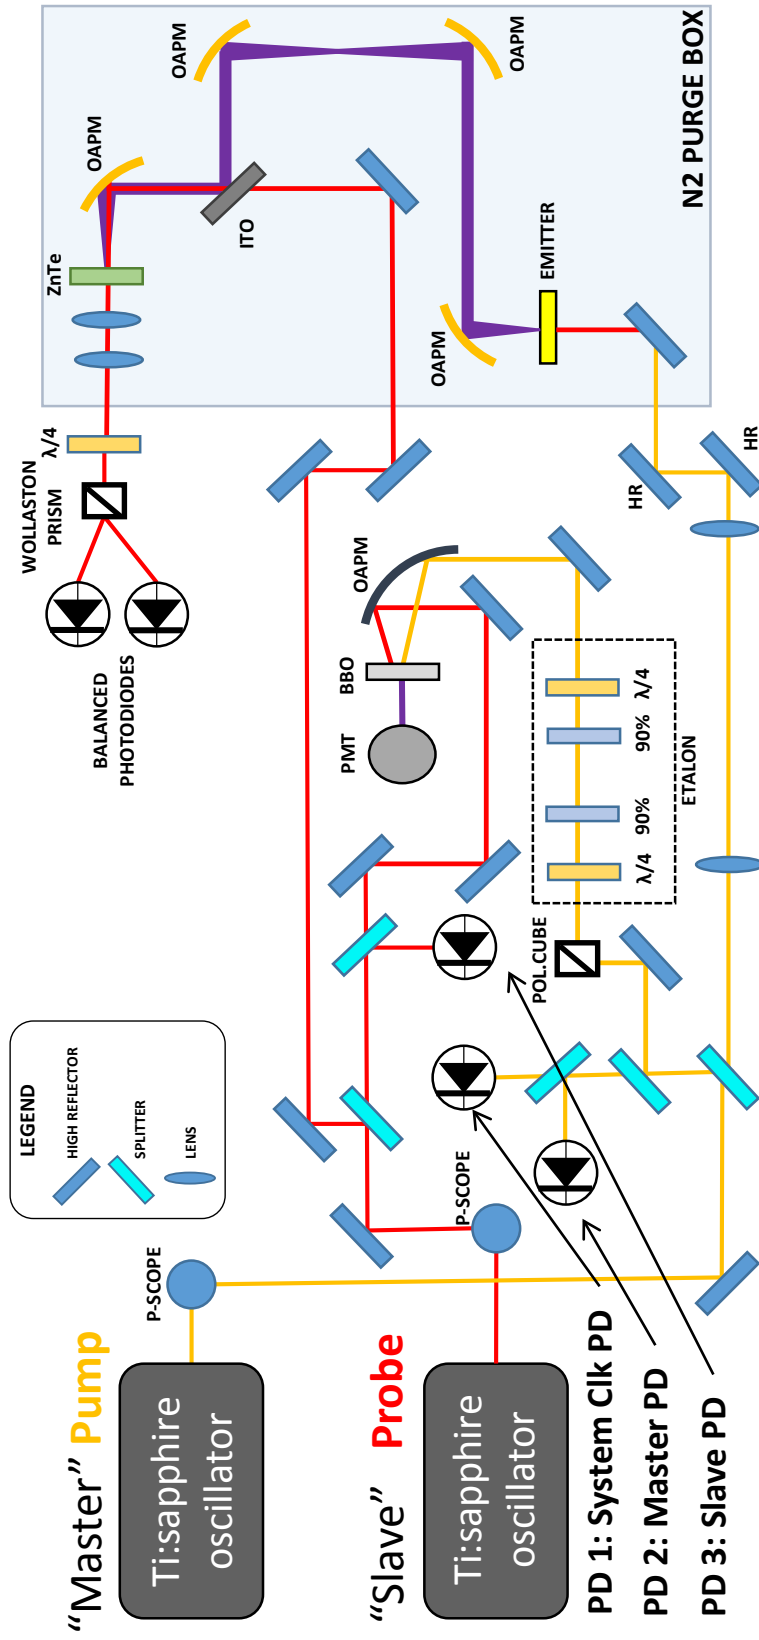 “Master” Pump
Ti:sapphire
oscillator
P-SCOPE
“Slave” Probe
Ti:sapphire
oscillator
P-SCOPE
PD 1: System Clk PD
PD 2: Master PD
PD 3: Slave PD
LEGEND
HIGH REFLECTOR
SPLITTER
LENS
BALANCED
PHOTODIODES
WOLLASTON
PRISM
λ/4
ZnTe
OAPM
ITO
OAPM
OAPM
OAPM
EMITTER
N2 PURGE BOX
HR
HR
PMT
BBO
OAPM
POL.CUBE
λ/4
90%
90%
λ/4
ETALON